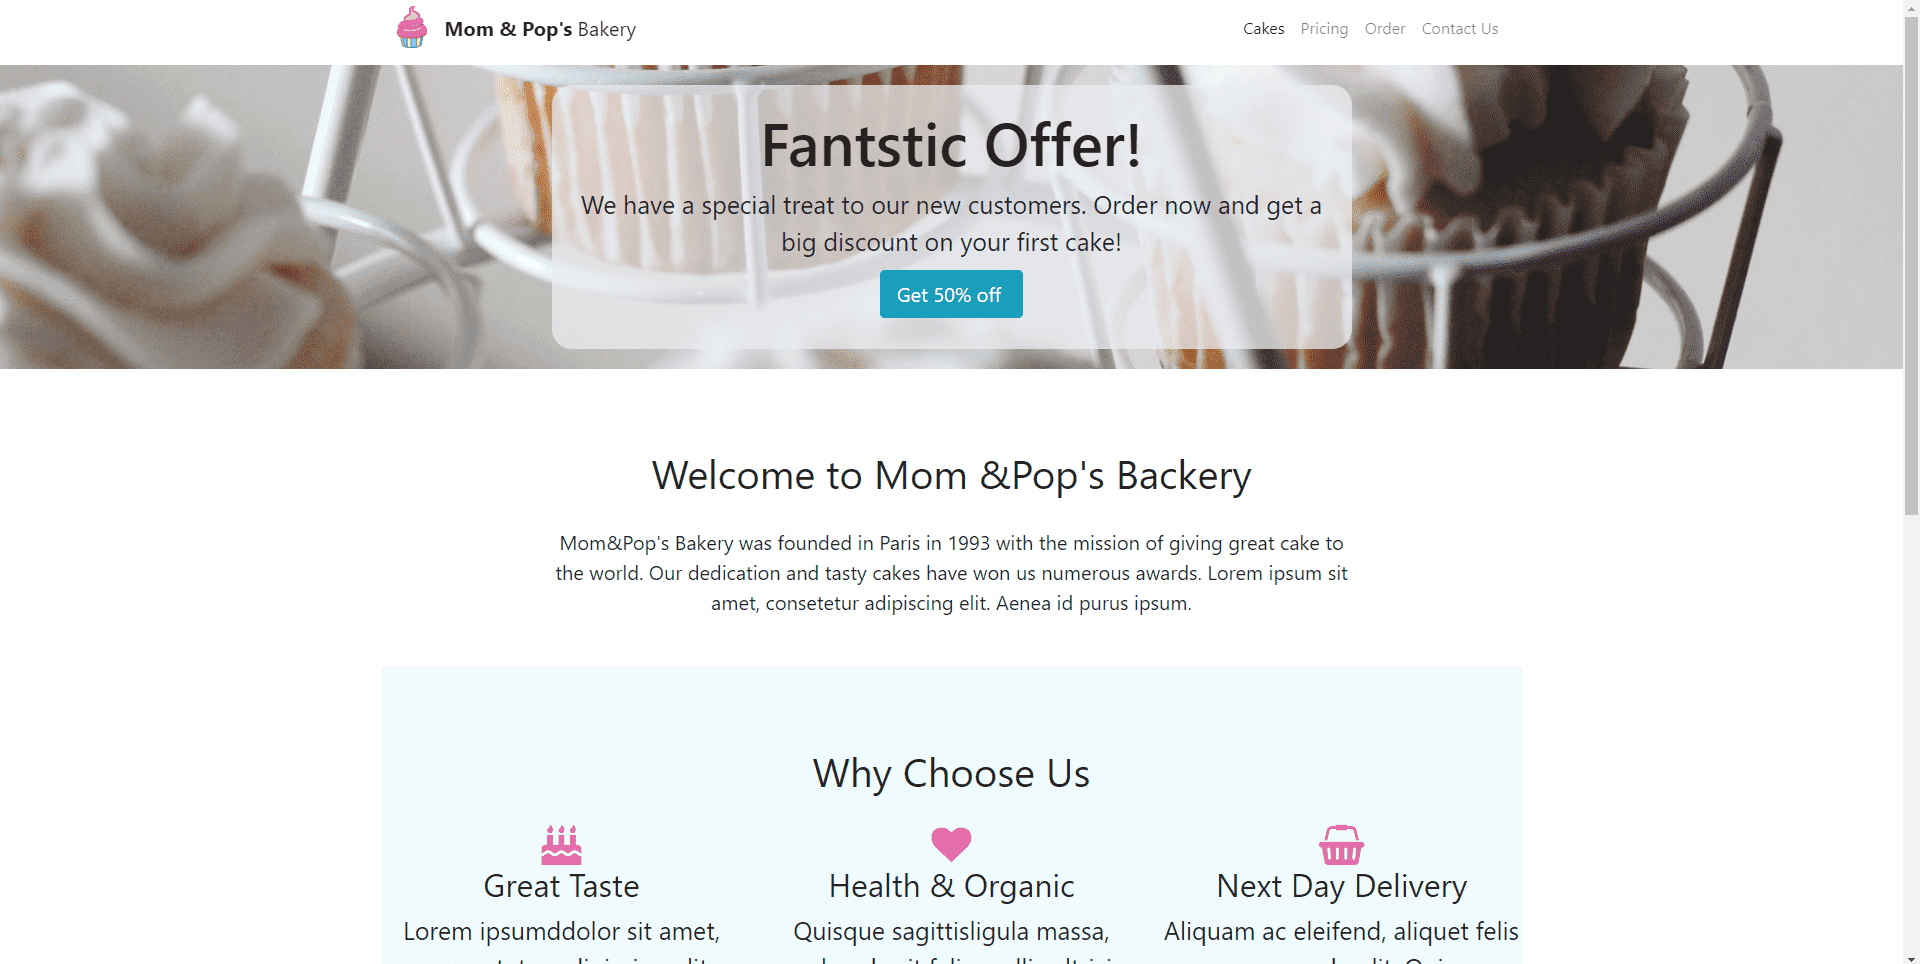 Mom & Pop's Bakery
Cakes Pricing Order Contact Us
Fantstic Offer!
We have a special treat to our new customers. Order now and get a
big discount on your first cake!
Get 50% off
Welcome to Mom &Pop's Backery
Mom&Pop's Bakery was founded in Paris in 1993 with the mission of giving great cake to
the world. Our dedication and tasty cakes have won us numerous awards. Lorem ipsum sit
amet, consetetur adipiscing elit. Aenea id purus ipsum.
Why Choose Us
Great Taste
Lorem ipsumddolor sit amet,
Health & Organic
Quisque sagittisligula massa,
Next Day Delivery
Aliquam ac eleifend, aliquet felis